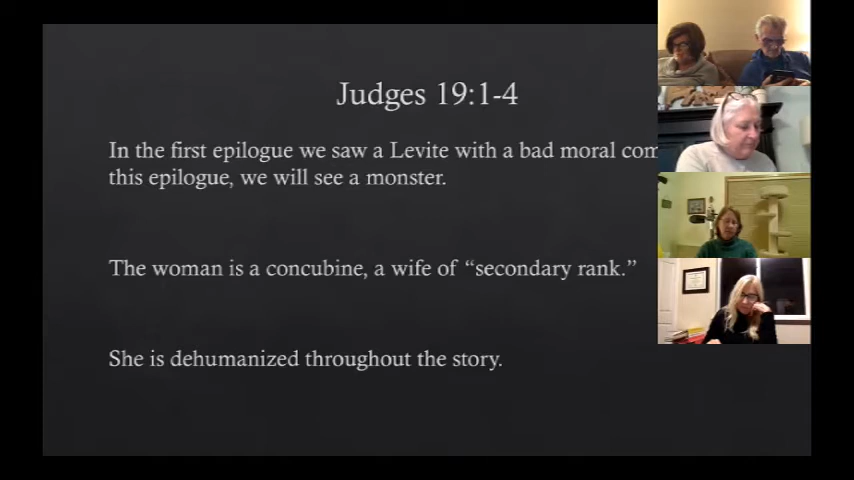 Judges 19:1-4
In the first epilogue we saw a Levite with a bad moral
this epilogue, we will see a monster.
The woman is a concubine, a wife of “secondary rank.”
She is dehumanized throughout the story.